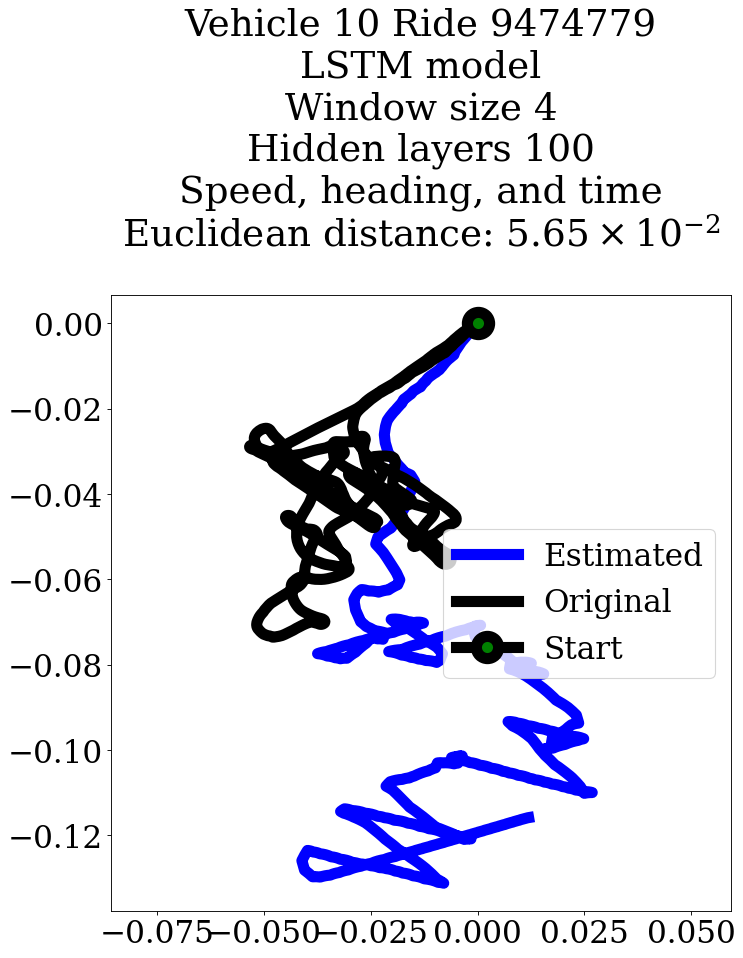 Vehicle 10 Ride 9474779
LSTM model
Window size 4
Hidden layers 100
Speed, heading, and time
Euclidean distance: 5.65 × 10⁻²
0.00
−0.02
−0.04
−0.06
−0.08
−0.10
−0.12
Estimated
Original
Start
−0.075 −0.050 −0.025 0.000 0.025 0.050